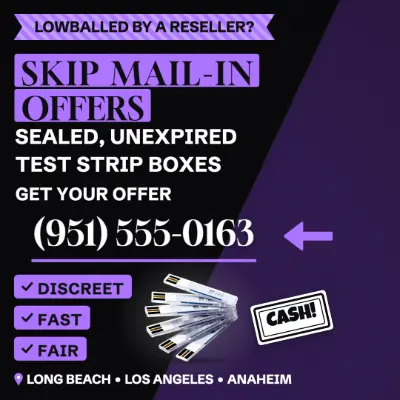 LOWBALLED BY A RESELLER?
SKIP MAIL-IN
OFFERS
SEALED, UNEXPIRED
TEST STRIP BOXES
GET YOUR OFFER
(951) 555-0163
DISCREET
FAST
FAIR
CASH!
LONG BEACH • LOS ANGELES • ANAHEIM